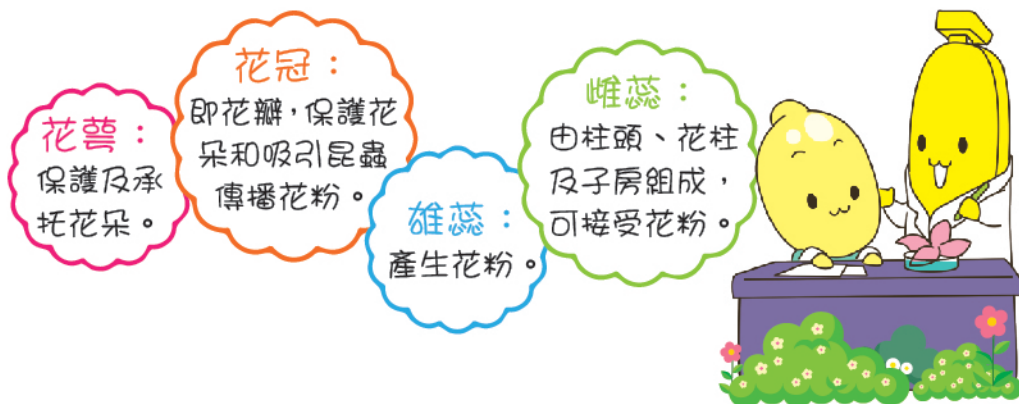 花萼：
保護及承
托花朵。
花冠：
即花瓣，保護花
朵和吸引昆蟲
傳播花粉。
雄蕊：
產生花粉。
雌蕊：
由柱頭、花柱
及子房組成，
可接受花粉。